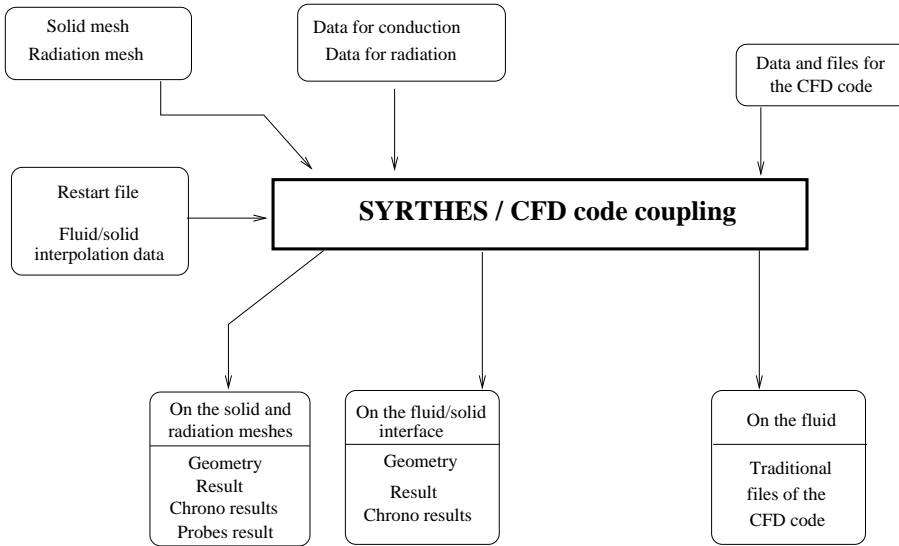 Solid mesh
Radiation mesh
Data for conduction
Data for radiation
Data and files for
the CFD code
Restart file
Fluid/solid
interpolation data
SYRTHES / CFD code coupling
On the solid and
radiation meshes
Geometry
Result
Chrono results
Probes result
On the fluid/solid
interface
Geometry
Result
Chrono results
On the fluid
Traditional
files of the
CFD code